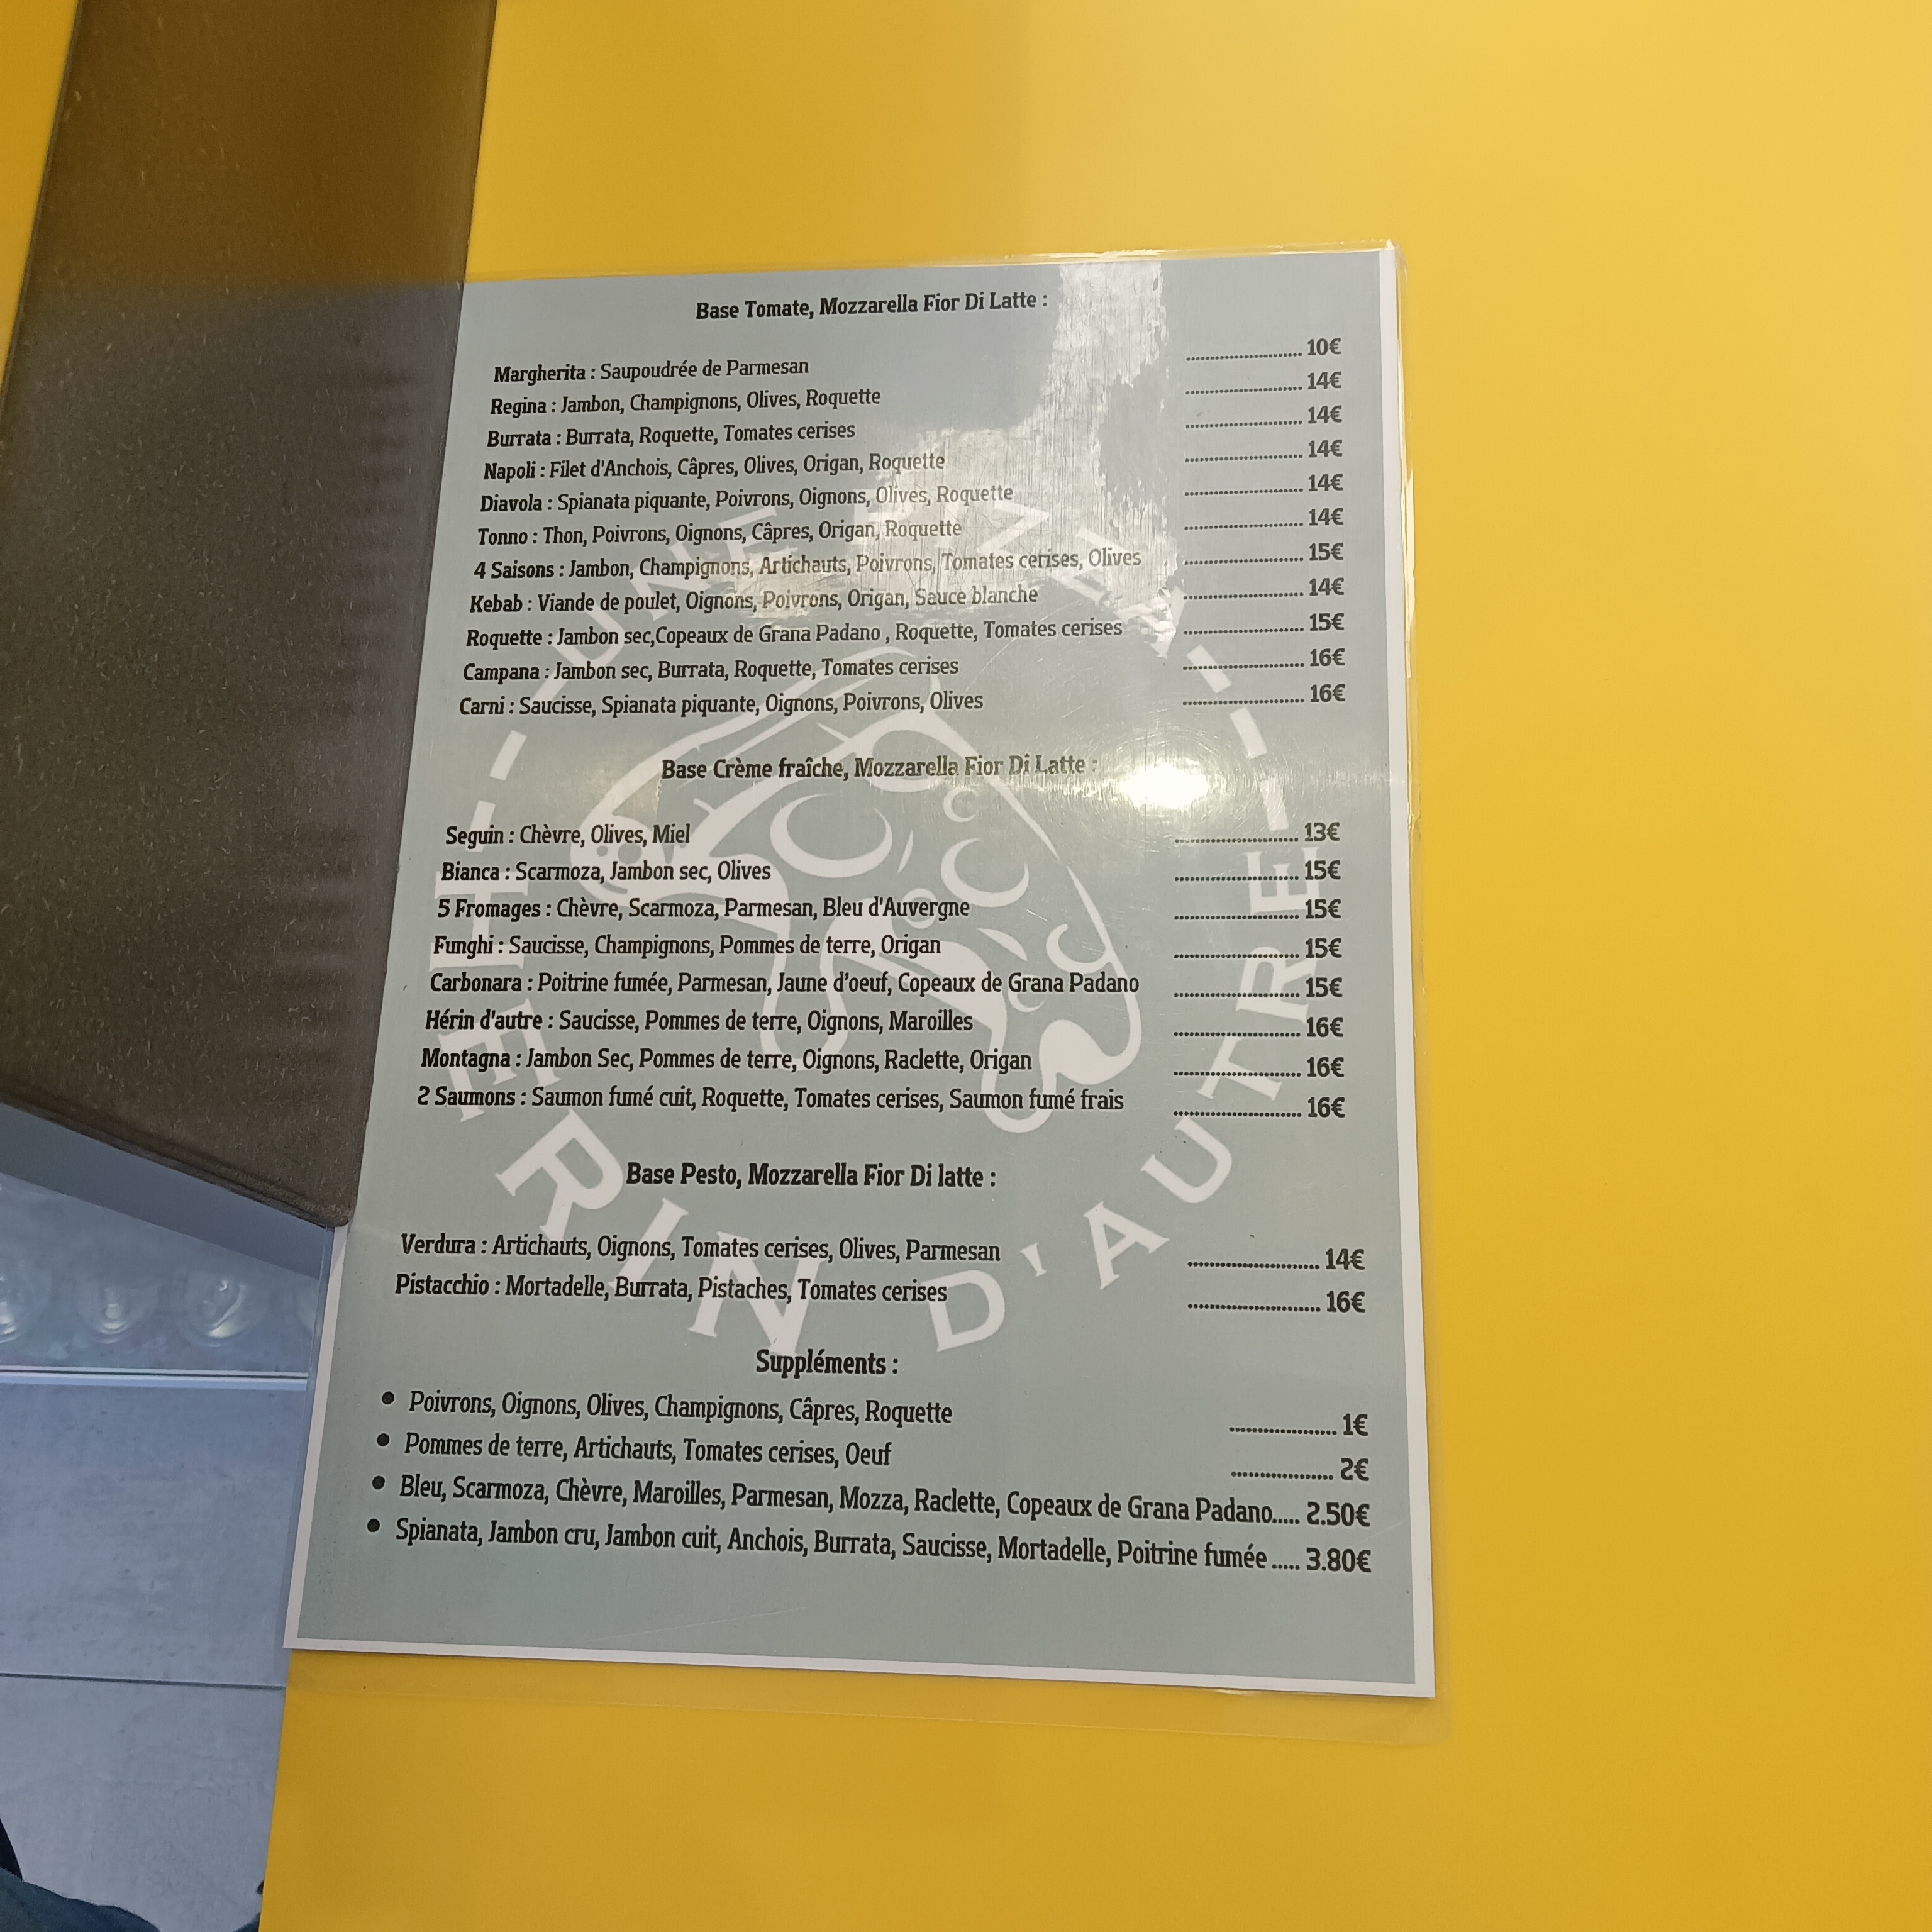 Base Tomate, Mozzarella Fior Di Latte :
Margherita : Saupoudrée de Parmesan ........................ 10€
Regina : Jambon, Champignons, Olives, Roquette ........................ 14€
Burrata : Burrata, Roquette, Tomates cerises ........................ 14€
Napoli : Filet d'Anchois, Câpres, Olives, Origan, Roquette ........................ 14€
Diavola : Spianata piquante, Poivrons, Oignons, Olives, Roquette ........................ 14€
Tonno : Thon, Poivrons, Oignons, Câpres, Origan, Roquette ........................ 14€
4 Saisons : Jambon, Champignons, Artichauts, Poivrons, Tomates cerises, Olives ........................ 15€
Kebab : Viande de poulet, Oignons, Poivrons, Origan, Sauce blanche ........................ 14€
Roquette : Jambon sec,Copeaux de Grana Padano , Roquette, Tomates cerises ........................ 15€
Campana : Jambon sec, Burrata, Roquette, Tomates cerises ........................ 16€
Carni : Saucisse, Spianata piquante, Oignons, Poivrons, Olives ........................ 16€
Base Crème fraîche, Mozzarella Fior Di Latte :
Seguin : Chèvre, Olives, Miel ........................ 13€
Bianca : Scarmoza, Jambon sec, Olives ........................ 15€
5 Fromages : Chèvre, Scarmoza, Parmesan, Bleu d'Auvergne ........................ 15€
Funghi : Saucisse, Champignons, Pommes de terre, Origan ........................ 15€
Carbonara : Poitrine fumée, Parmesan, Jaune d’oeuf, Copeaux de Grana Padano ........................ 15€
Hérin d'autre : Saucisse, Pommes de terre, Oignons, Maroilles ........................ 16€
Montagna : Jambon Sec, Pommes de terre, Oignons, Raclette, Origan ........................ 16€
2 Saumons : Saumon fumé cuit, Roquette, Tomates cerises, Saumon fumé frais ........................ 16€
Base Pesto, Mozzarella Fior Di latte :
Verdura : Artichauts, Oignons, Tomates cerises, Olives, Parmesan ........................ 14€
Pistacchio : Mortadelle, Burrata, Pistaches, Tomates cerises ........................ 16€
Suppléments :
• Poivrons, Oignons, Olives, Champignons, Câpres, Roquette .................... 1€
• Pommes de terre, Artichauts, Tomates cerises, Oeuf .................... 2€
• Bleu, Scarmoza, Chèvre, Maroilles, Parmesan, Mozza, Raclette, Copeaux de Grana Padano..... 2.50€
• Spianata, Jambon cru, Jambon cuit, Anchois, Burrata, Saucisse, Mortadelle, Poitrine fumée ..... 3.80€
UNE PIZZA
HERIN D'AUTRE